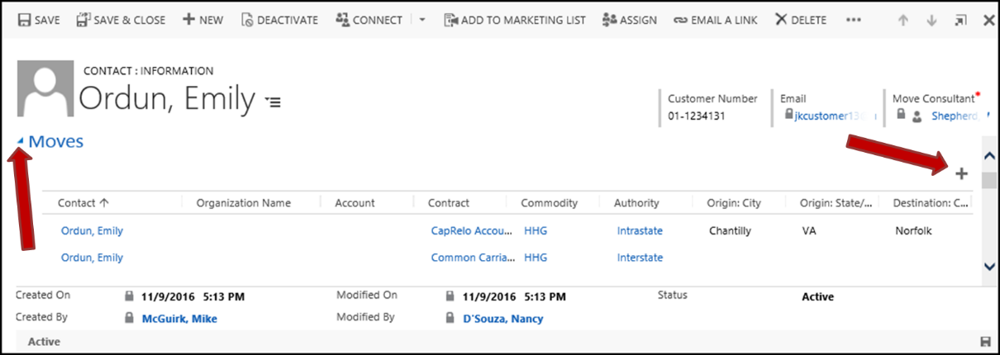 SAVE SAVE & CLOSE NEW DEACTIVATE CONNECT ADD TO MARKETING LIST ASSIGN EMAIL A LINK DELETE •••
CONTACT : INFORMATION
Ordun, Emily
Customer Number Email Move Consultant*
01-1234131 jkcustomer13 Shepherd,
Moves
Contact Organization Name Account Contract Commodity Authority Origin: City Origin: State/... Destination: C...
Ordun, Emily CapRelo Accou... HHG Intrastate Chantilly VA Norfolk
Ordun, Emily Common Carria... HHG Interstate
Created On 11/9/2016 5:13 PM Modified On 11/9/2016 5:13 PM Status Active
Created By McGuirk, Mike Modified By D'Souza, Nancy
Active